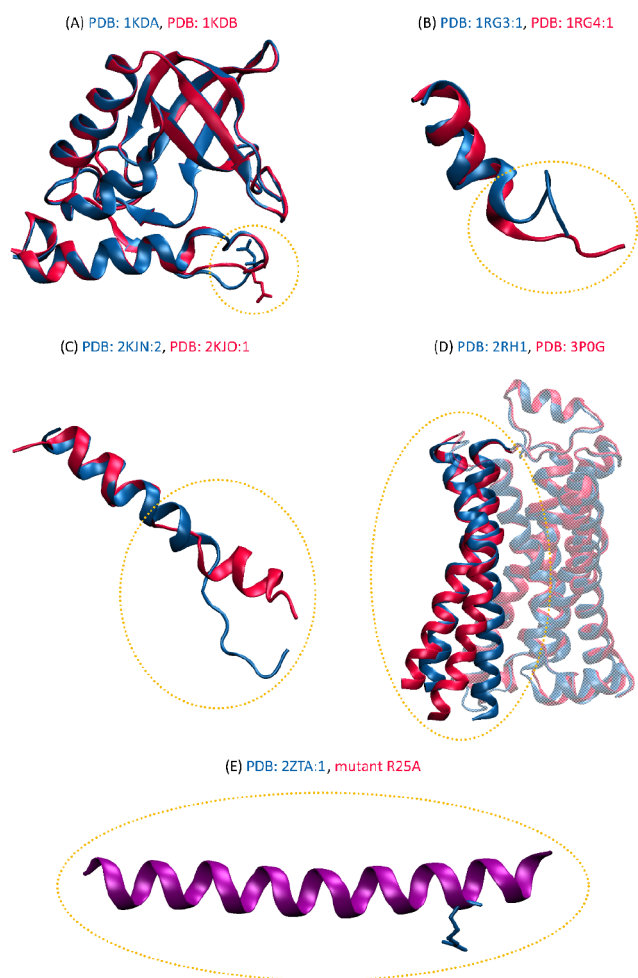 (A) PDB: 1KDA, PDB: 1KDB
(B) PDB: 1RG3:1, PDB: 1RG4:1
(C) PDB: 2KJN:2, PDB: 2KJO:1
(D) PDB: 2RH1, PDB: 3P0G
(E) PDB: 2ZTA:1, mutant R25A